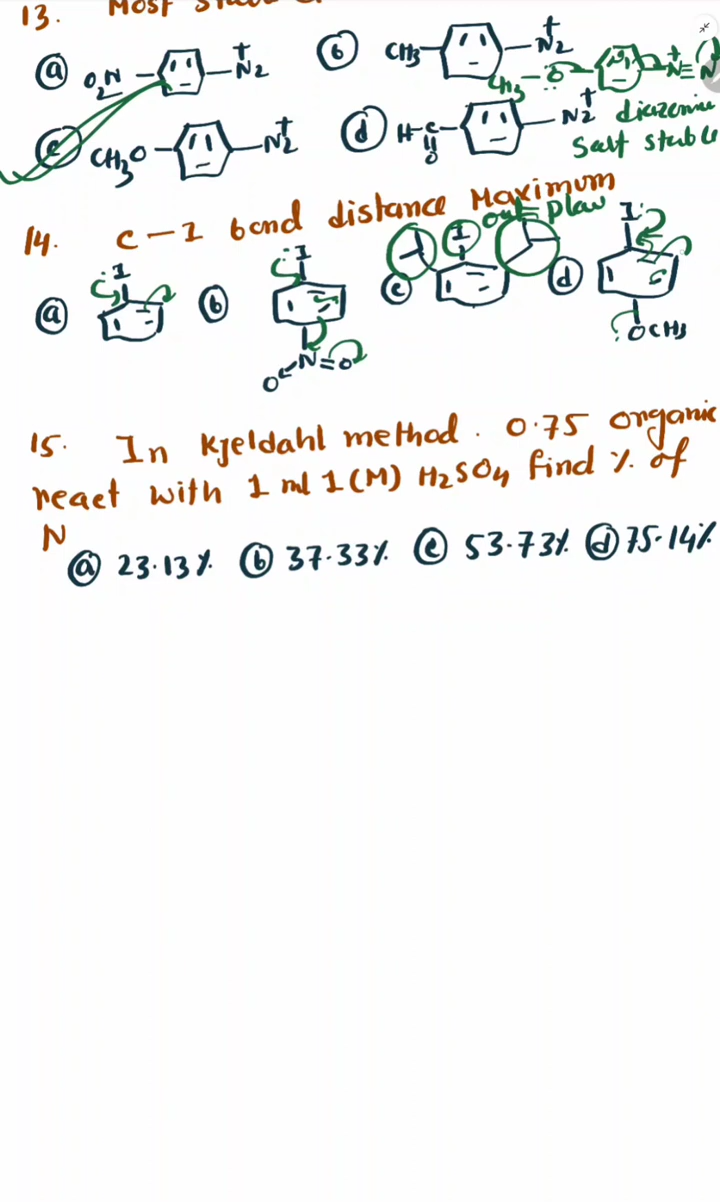 13. Most
(a) O2N N2+ (b) CH3 N2+
CH3-O N≡N
(c) CH3O N2+ (d) H-C N2+ diazonium
O Salt stable
14. C-I bond distance Maximum
out plan
(a) I (b) I (c) I (d) I
O N=O OCH3
15. In Kjeldahl method. 0.75 organic
react with 1 ml 1(M) H2SO4 find % of
N
(a) 23.13% (b) 37.33% (c) 53.73% (d) 75.14%